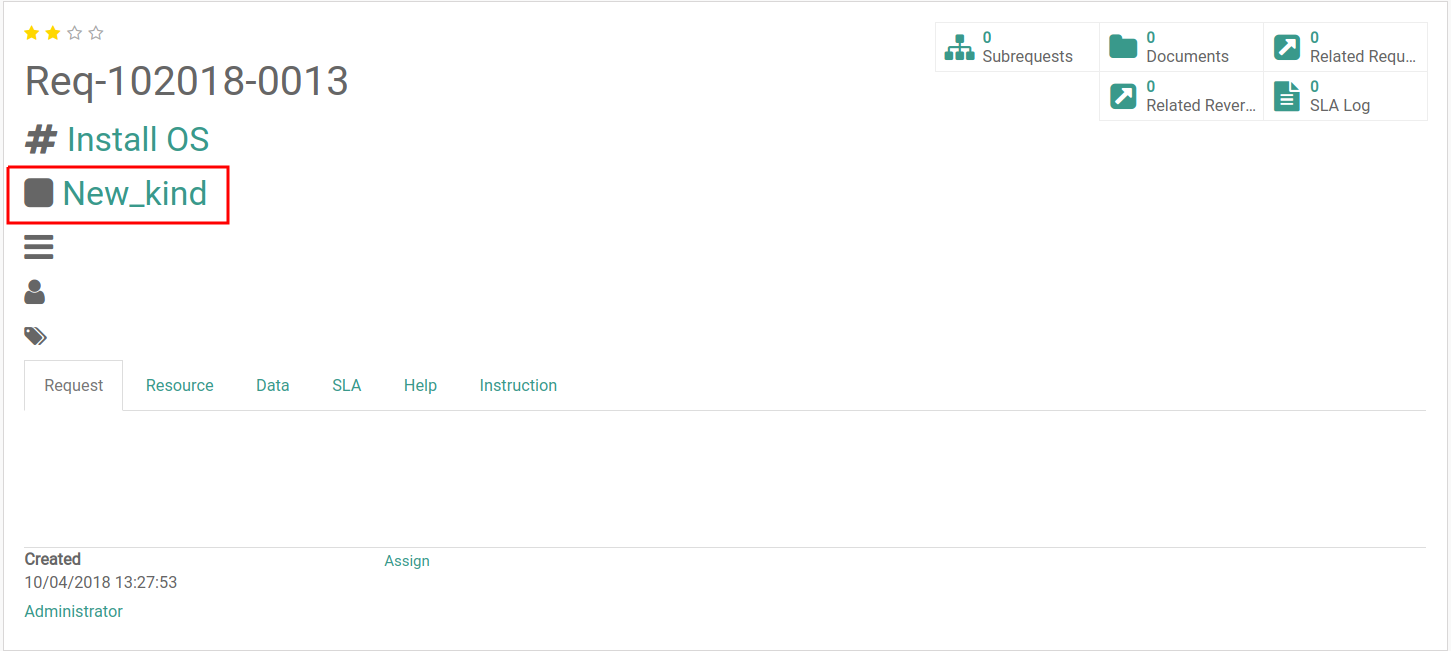 0
Subrequests
0
Documents
0
Related Requ...
0
Related Rever...
0
SLA Log
Req-102018-0013
# Install OS
New_kind
Request Resource Data SLA Help Instruction
Created
10/04/2018 13:27:53
Administrator
Assign